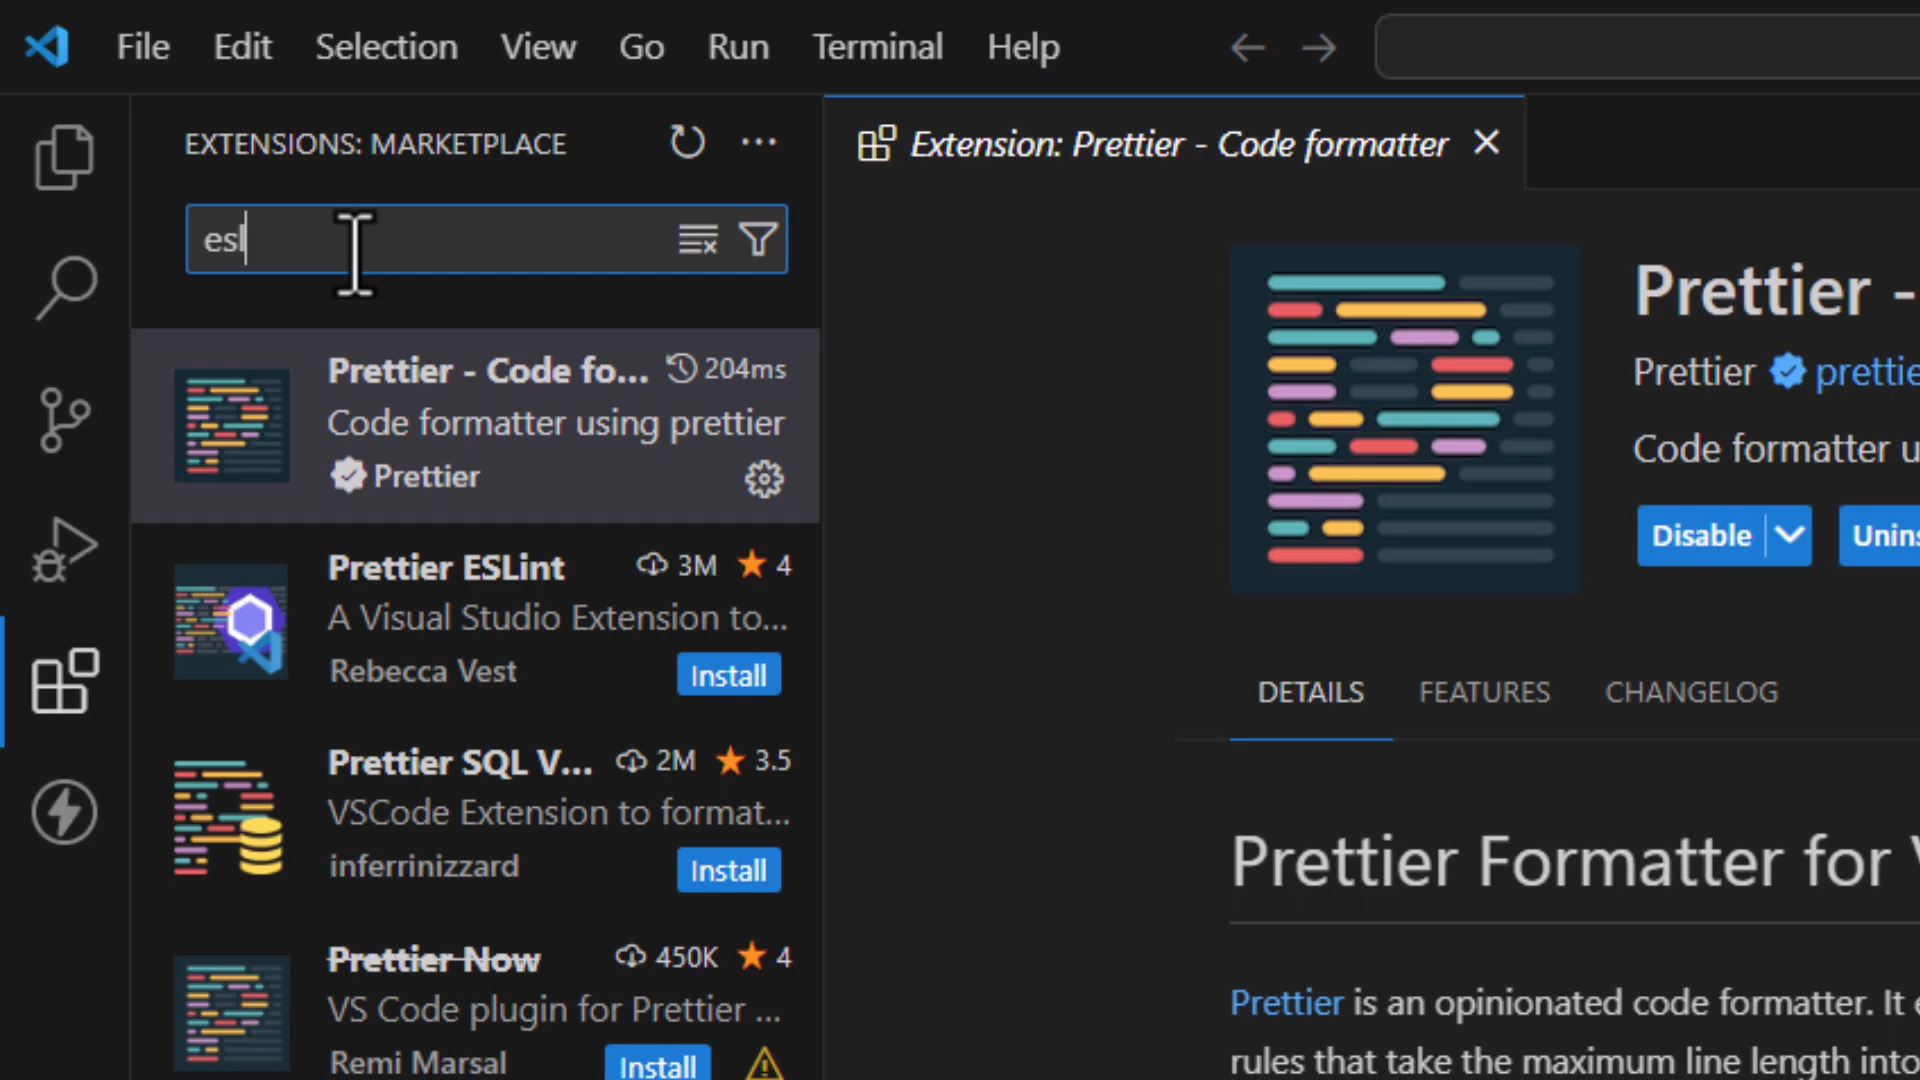 File Edit Selection View Go Run Terminal Help
EXTENSIONS: MARKETPLACE
esl
Prettier - Code fo... 204ms
Code formatter using prettier
Prettier
Prettier ESLint 3M 4
A Visual Studio Extension to...
Rebecca Vest Install
Prettier SQL V... 2M 3.5
VSCode Extension to format...
inferrinizzard Install
Prettier Now 450K 4
VS Code plugin for Prettier ...
Remi Marsal Install
Extension: Prettier - Code formatter
Prettier -
Prettier
Code formatter
Disable
DETAILS FEATURES CHANGELOG
Prettier Formatter for
Prettier is an opinionated code formatter. It
rules that take the maximum line length into